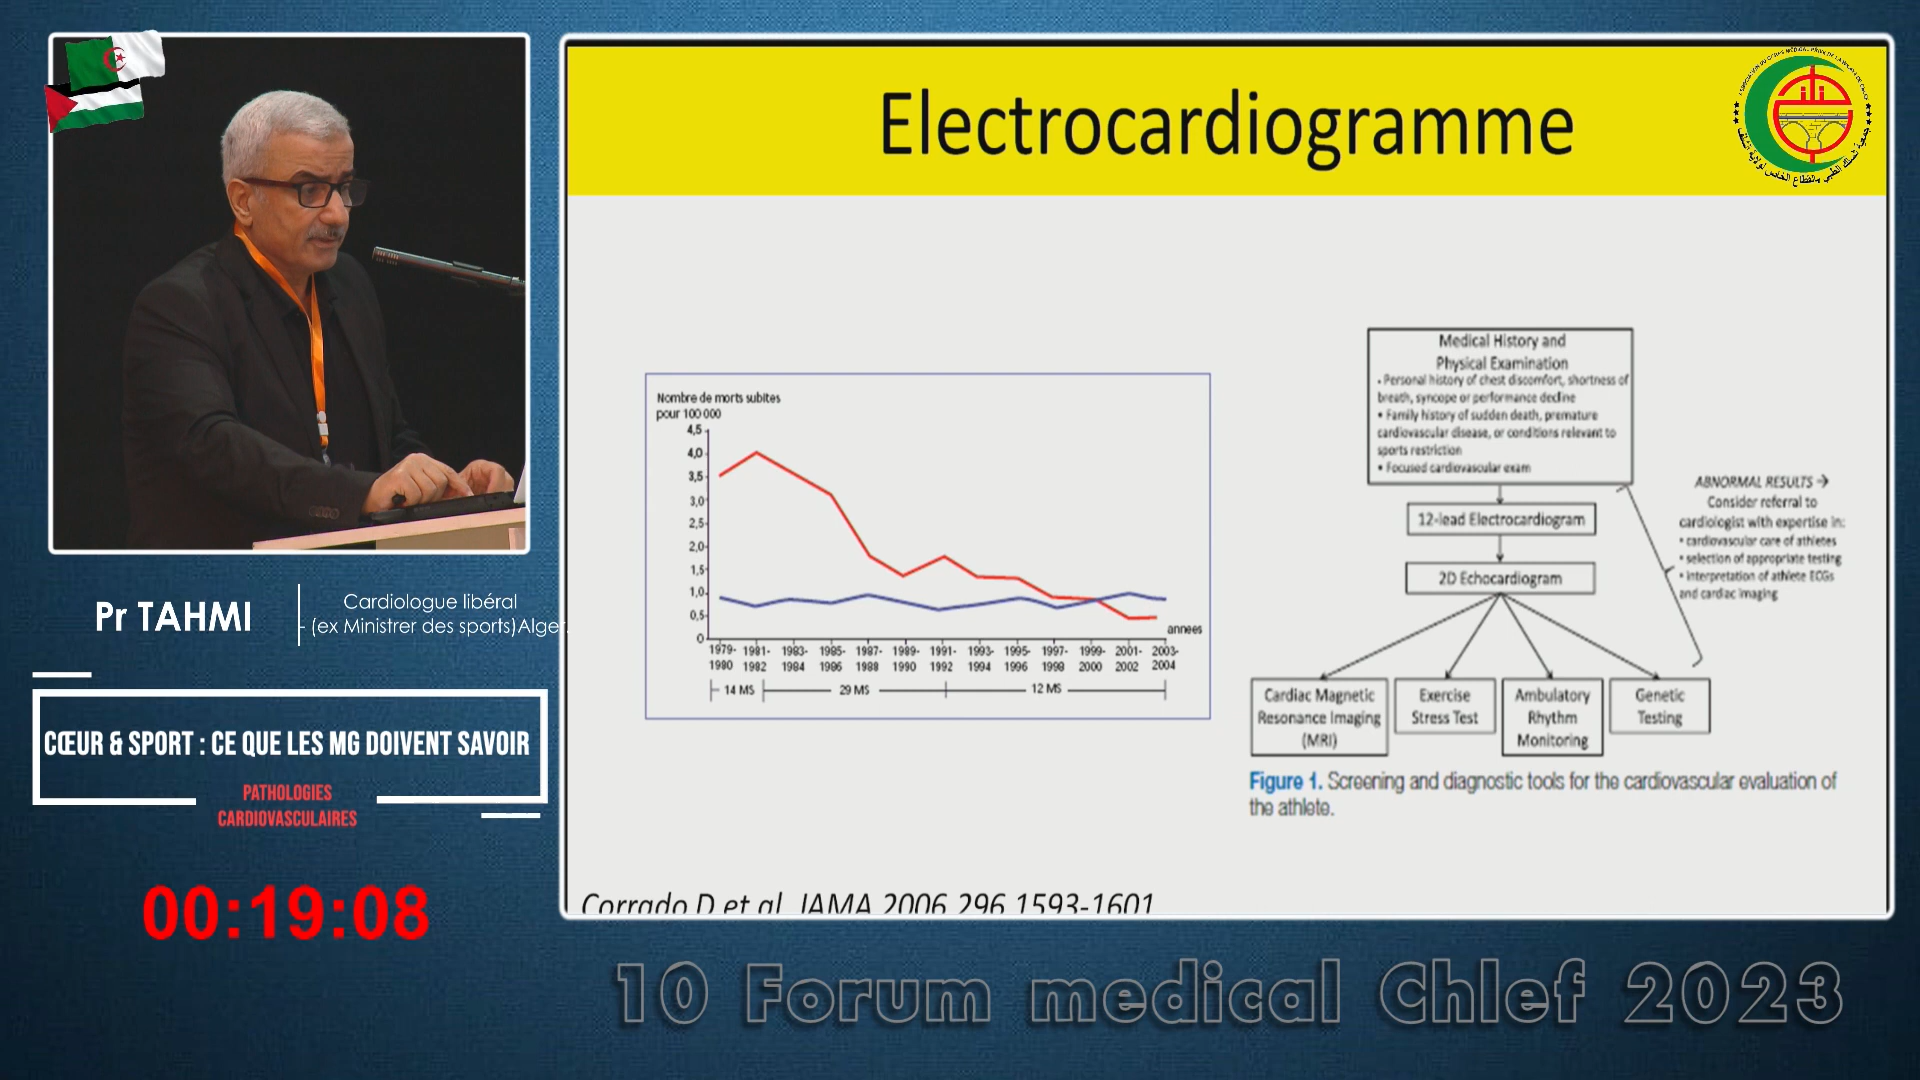 Electrocardiogramme
Nombre de morts subites
pour 100 000
4,5
4,0
3,5
3,0
2,5
2,0
1,5
1,0
0,5
0
annees
1979- 1981- 1983- 1985- 1987- 1989- 1991- 1993- 1995- 1997- 1999- 2001- 2003-
1980 1982 1984 1986 1988 1990 1992 1994 1996 1998 2000 2002 2004
14 MS 29 MS 12 MS
Medical History and
Physical Examination
• Personal history of chest discomfort, shortness of
breath, syncope or performance decline
• Family history of sudden death, premature
cardiovascular disease, or conditions relevant to
sports restriction
• Focused cardiovascular exam
12-lead Electrocardiogram
2D Echocardiogram
ABNORMAL RESULTS →
Consider referral to
cardiologist with expertise in:
• cardiovascular care of athletes
• selection of appropriate testing
• interpretation of athlete ECGs
and cardiac imaging
Cardiac Magnetic
Resonance Imaging
(MRI)
Exercise
Stress Test
Ambulatory
Rhythm
Monitoring
Genetic
Testing
Figure 1. Screening and diagnostic tools for the cardiovascular evaluation of
the athlete.
Corrado D et al JAMA 2006 296 1593-1601
Pr TAHMI
Cardiologue libéral
- (ex Ministrer des sports)Alger
CŒUR & SPORT : CE QUE LES MG DOIVENT SAVOIR
PATHOLOGIES
CARDIOVASCULAIRES
00:19:08
10 Forum medical Chlef 2023